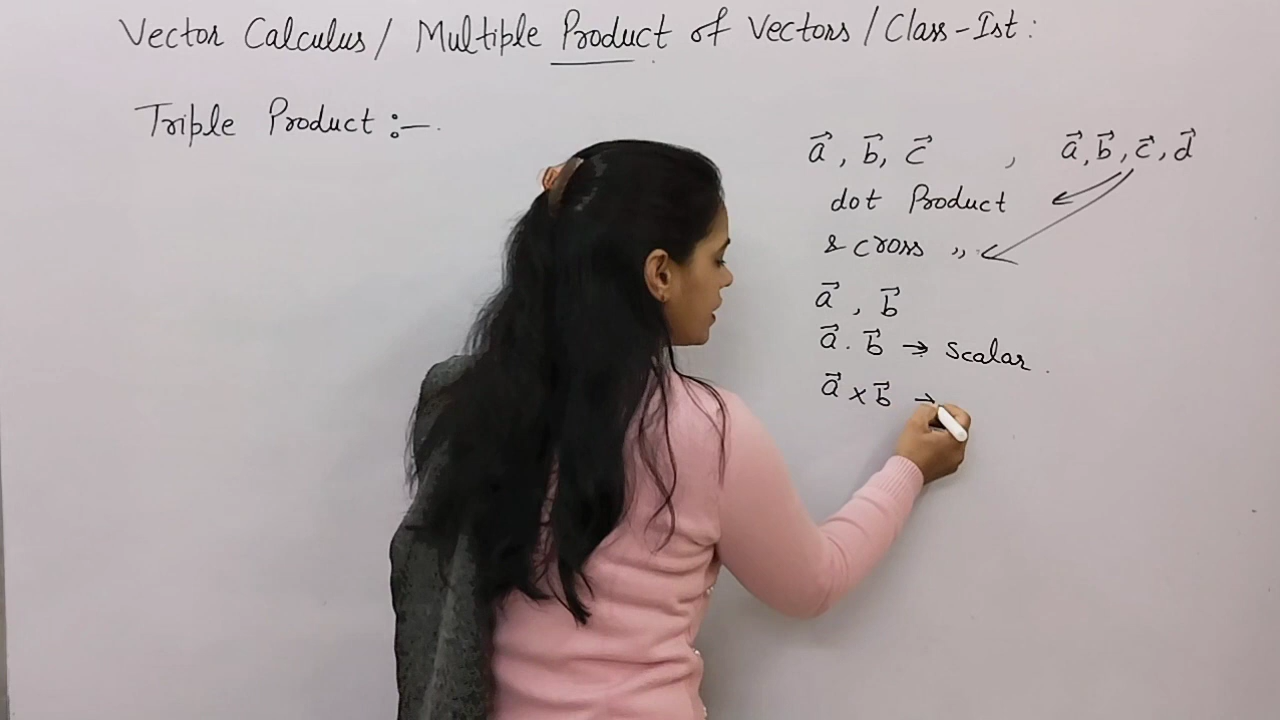 Vector Calculus / Multiple Product of Vectors / Class-Ist :
Triple Product :-
a⃗, b⃗, c⃗ , a⃗, b⃗, c⃗, d⃗
dot Product
& cross ,,
a⃗, b⃗
a⃗ . b⃗ → Scalar
a⃗ × b⃗ →